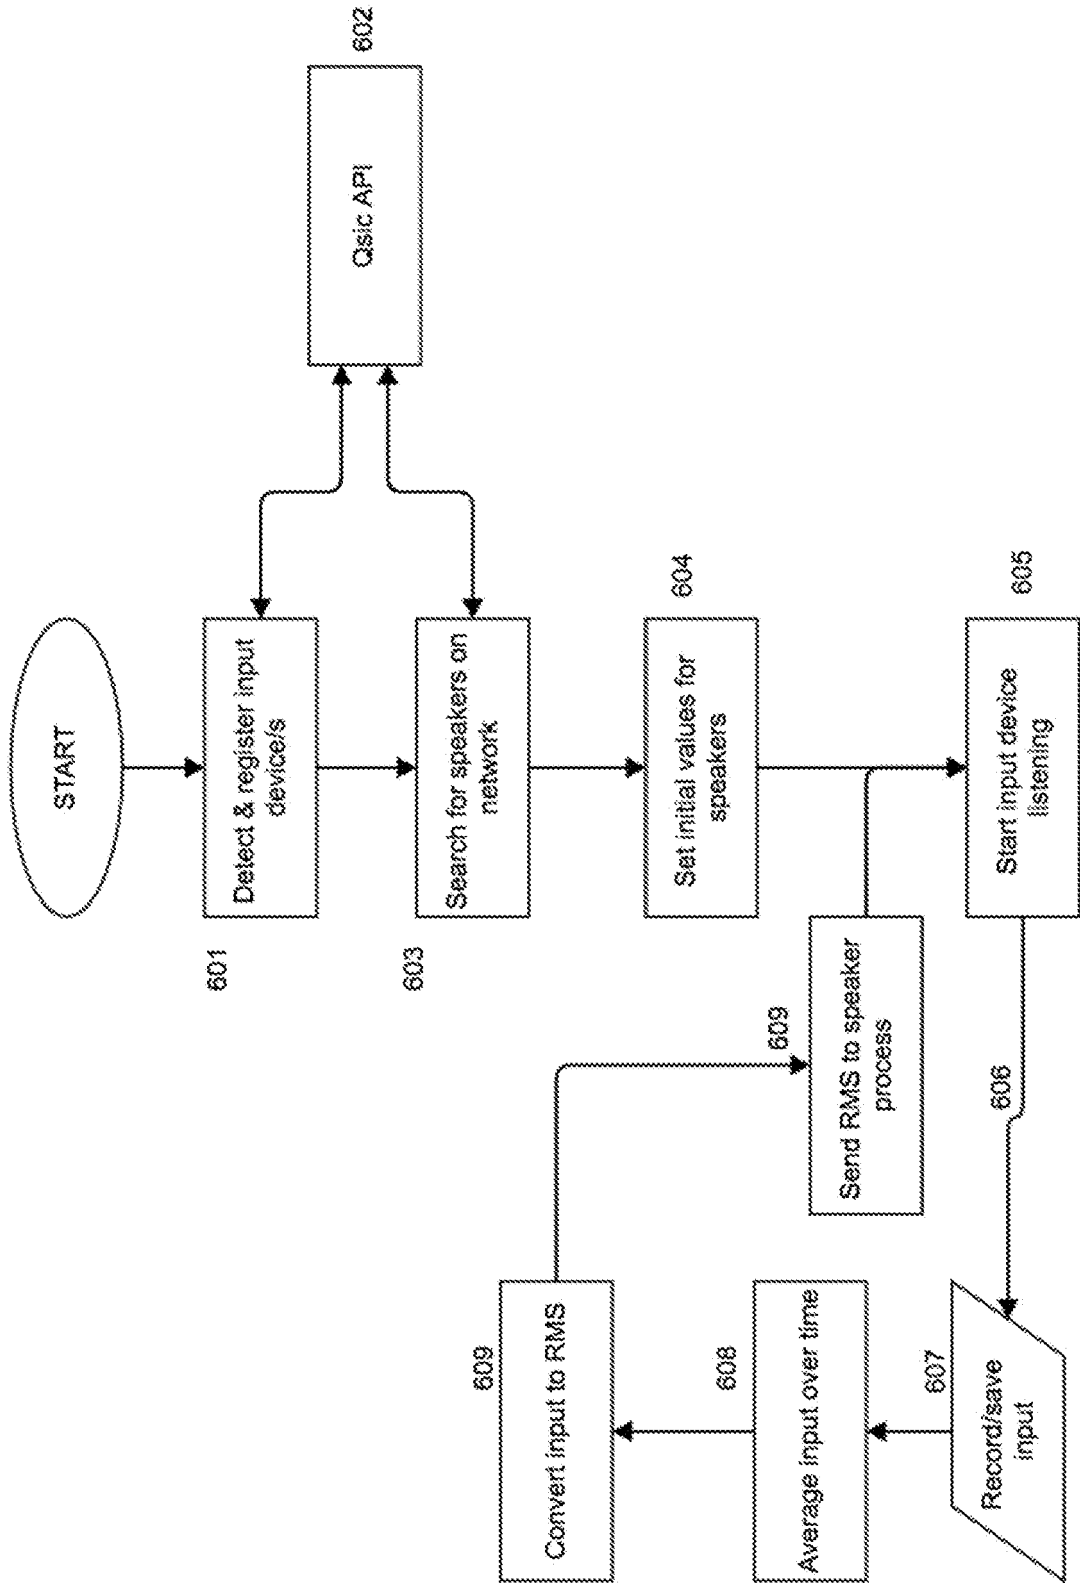 START
601
Detect & register input
device/s
602
Qsic API
603
Search for speakers on
network
604
Set initial values for
speakers
605
Start input device
listening
606
607
Record/save
input
608
Average input over time
609
Convert input to RMS
609
Send RMS to speaker
process